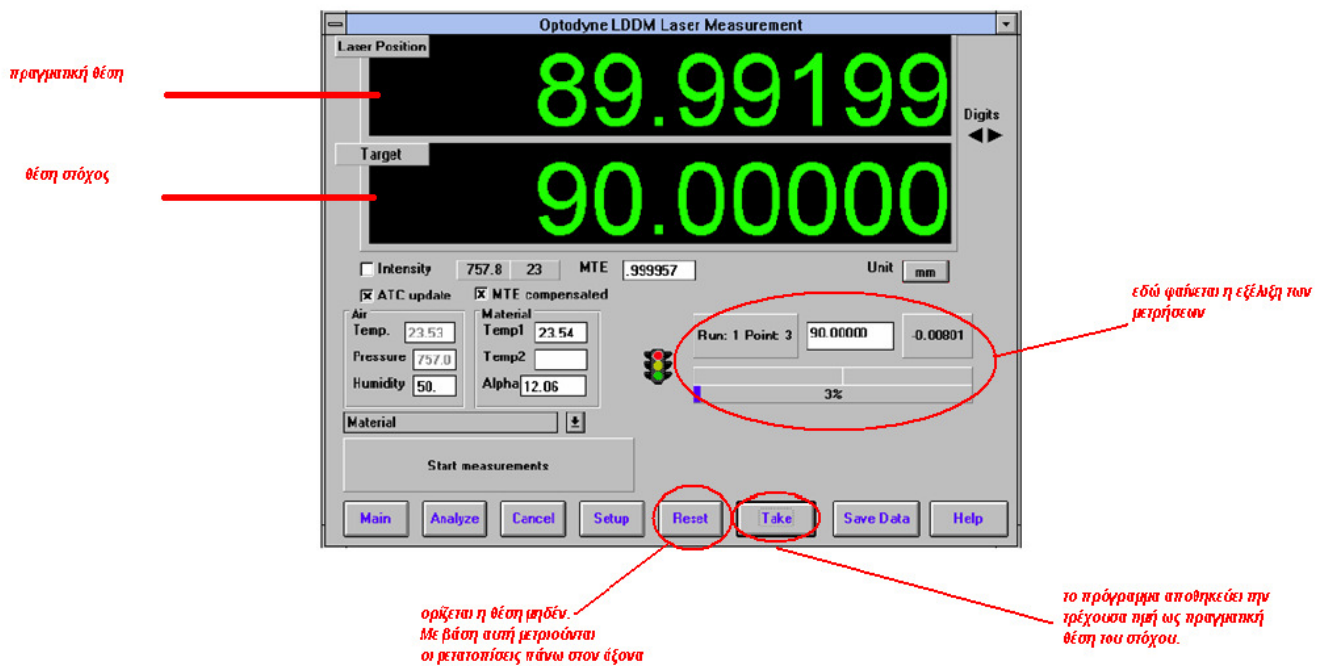 Optodyne LDDM Laser Measurement
Laser Position
89.99199
πραγματική θέση
Digits
Target
90.00000
θέση στόχος
Intensity 757.8 23 MTE .999957 Unit mm
ATC update MTE compensated
Air
Temp. 23.53
Pressure 757.0
Humidity 50.
Material
Temp1 23.54
Temp2
Alpha 12.06
Run: 1 Point: 3 90.00000 -0.00801
3%
εδώ φαίνεται η εξέλιξη των
μετρήσεων
Material
Start measurements
Main Analyze Cancel Setup Reset Take Save Data Help
ορίζεται η θέση μηδέν.
Με βάση αυτή μετριούνται
οι μετατοπίσεις πάνω στον άξονα
το πρόγραμμα αποθηκεύει την
τρέχουσα τιμή ως πραγματική
θέση του στόχου.